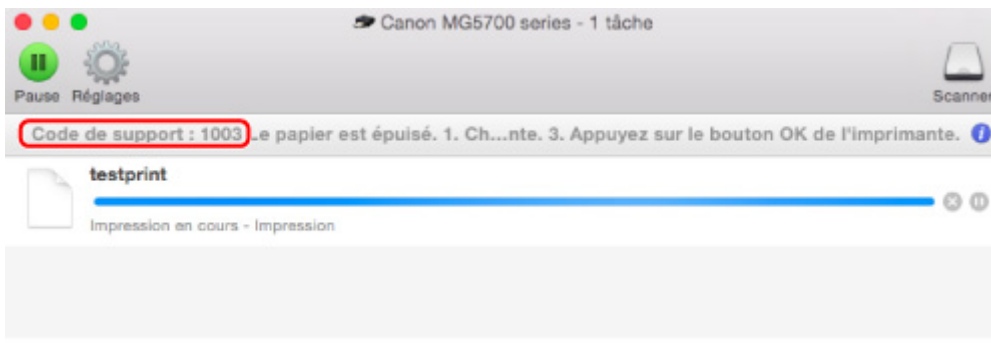 Canon MG5700 series - 1 tâche
Pause Réglages Scanner
Code de support : 1003 Le papier est épuisé. 1. Ch...nte. 3. Appuyez sur le bouton OK de l'imprimante.
testprint
Impression en cours - Impression